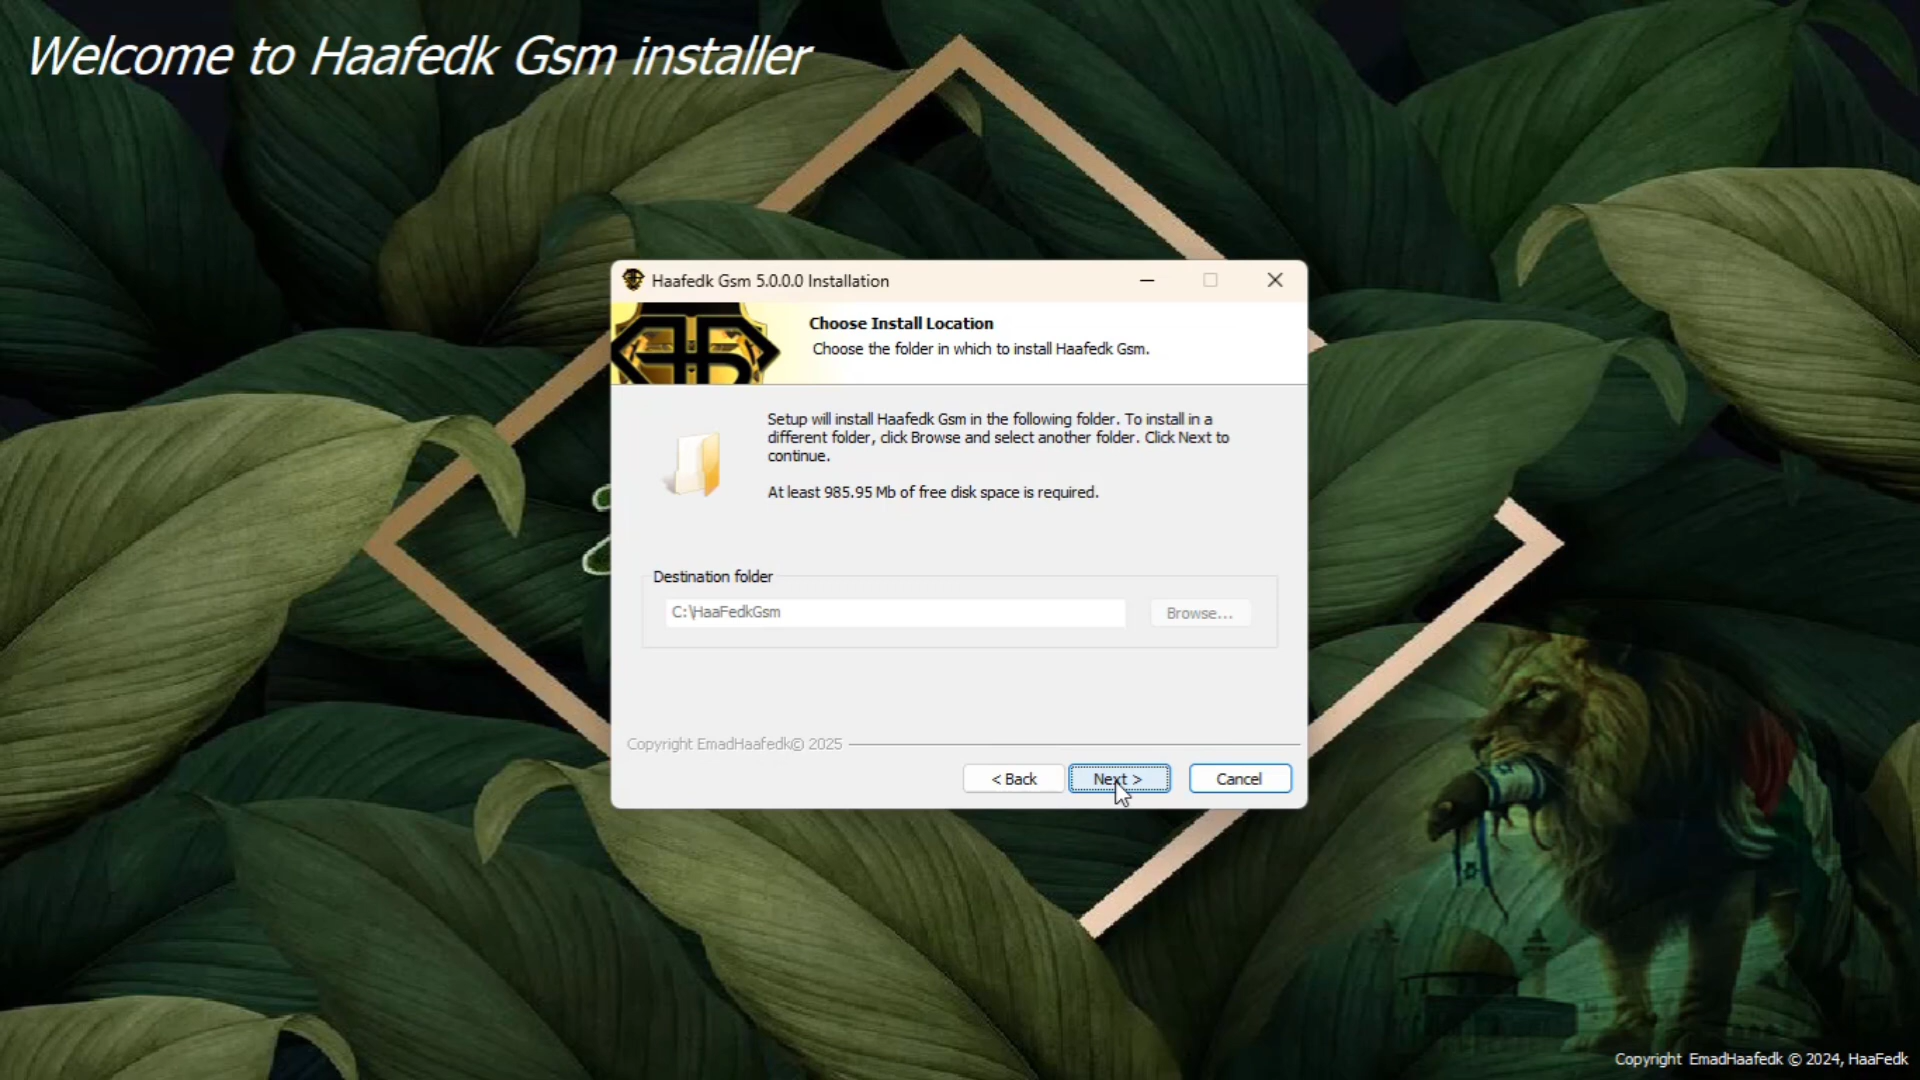 Welcome to Haafedk Gsm installer
Haafedk Gsm 5.0.0.0 Installation
Choose Install Location
Choose the folder in which to install Haafedk Gsm.
Setup will install Haafedk Gsm in the following folder. To install in a
different folder, click Browse and select another folder. Click Next to
continue.
At least 985.95 Mb of free disk space is required.
Destination folder
C:\HaaFedkGsm
Browse...
Copyright EmadHaafedk© 2025
< Back
Next >
Cancel
Copyright EmadHaafedk © 2024, HaaFedk